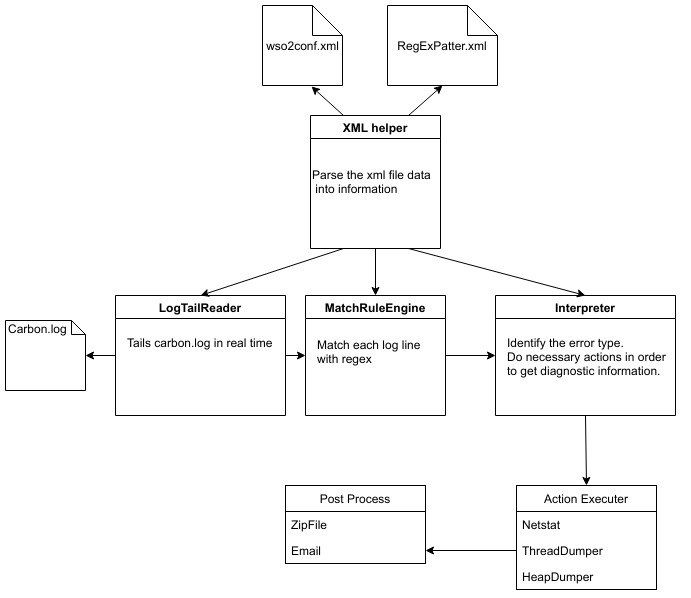 wso2conf.xml
RegExPatter.xml
XML helper
Parse the xml file data
into information
LogTailReader
Tails carbon.log in real time
MatchRuleEngine
Match each log line
with regex
Interpreter
Identify the error type.
Do necessary actions in order
to get diagnostic information.
Carbon.log
Post Process
ZipFile
Email
Action Executer
Netstat
ThreadDumper
HeapDumper